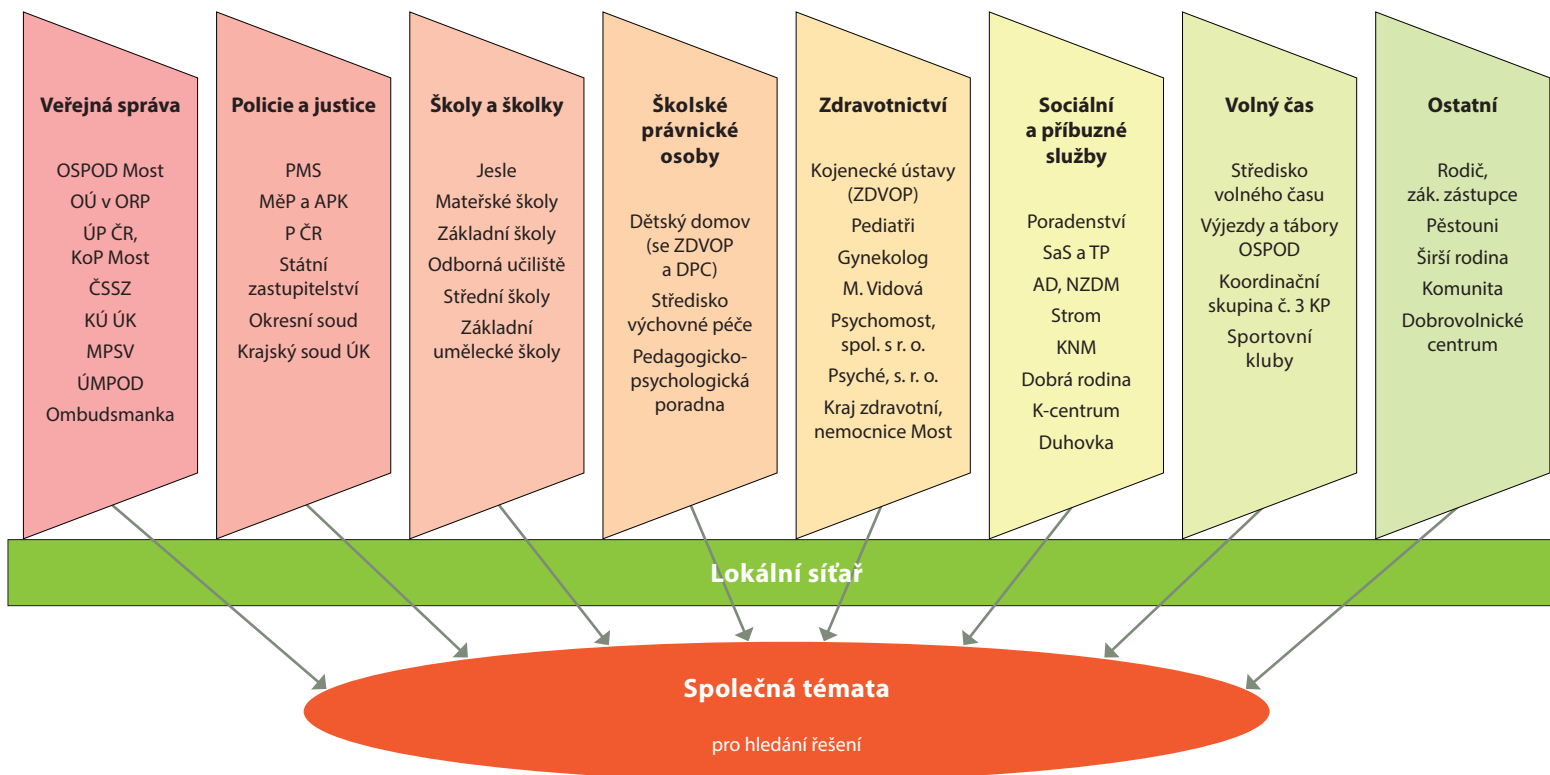 Veřejná správa
OSPOD Most
OÚ v ORP
ÚP ČR,
KoP Most
ČSSZ
KÚ ÚK
MPSV
ÚMPOD
Ombudsmanka
Policie a justice
PMS
MěP a APK
P ČR
Státní
zastupitelství
Okresní soud
Krajský soud ÚK
Školy a školky
Jesle
Mateřské školy
Základní školy
Odborná učiliště
Střední školy
Základní
umělecké školy
Školské
právnické
osoby
Dětský domov
(se ZDVOP
a DPC)
Středisko
výchovné péče
Pedagogicko-
psychologická
poradna
Zdravotnictví
Kojenecké ústavy
(ZDVOP)
Pediatři
Gynekolog
M. Vidová
Psychomost,
spol. s r. o.
Psyché, s. r. o.
Kraj zdravotní,
nemocnice Most
Sociální
a příbuzné
služby
Poradenství
SaS a TP
AD, NZDM
Strom
KNM
Dobrá rodina
K-centrum
Duhovka
Volný čas
Středisko
volného času
Výjezdy a tábory
OSPOD
Koordinační
skupina č. 3 KP
Sportovní
kluby
Ostatní
Rodič,
zák. zástupce
Pěstouni
Širší rodina
Komunita
Dobrovolnické
centrum
Lokální síťař
Společná témata
pro hledání řešení